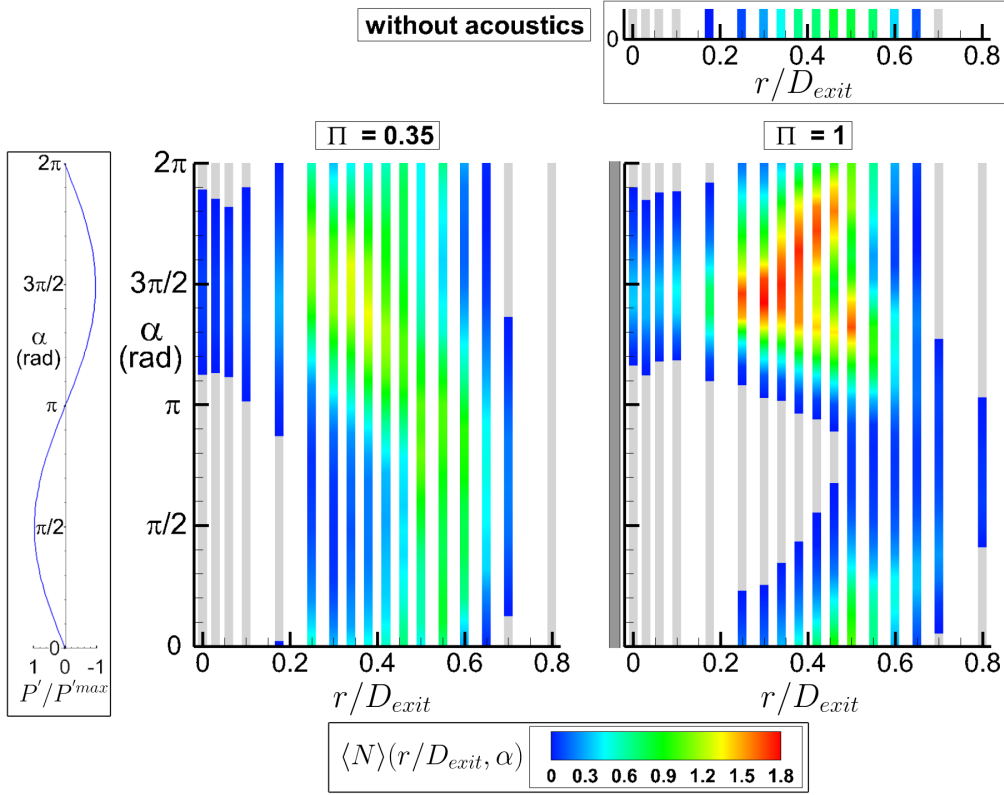 without acoustics
0
0 0.2 0.4 0.6 0.8
r/D_exit
Π = 0.35
Π = 1
2π
3π/2
α
(rad)
π
π/2
0
1 0 -1
P'/P'max
2π
3π/2
α
(rad)
π
π/2
0
0 0.2 0.4 0.6 0.8
r/D_exit
0 0.2 0.4 0.6 0.8
r/D_exit
⟨N⟩(r/D_exit, α)
0 0.3 0.6 0.9 1.2 1.5 1.8